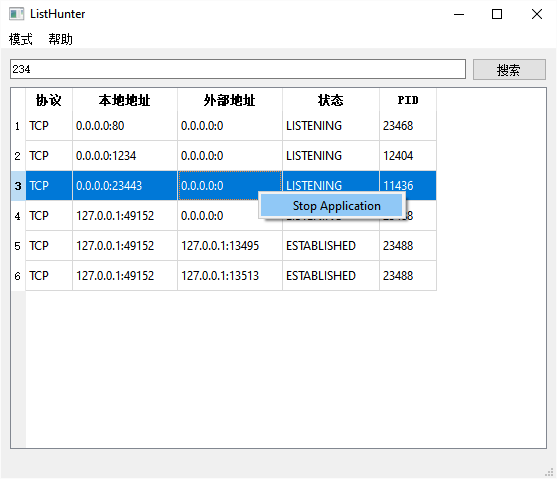 ListHunter
模式 帮助
234 搜索
协议 本地地址 外部地址 状态 PID
1 TCP 0.0.0.0:80 0.0.0.0:0 LISTENING 23468
2 TCP 0.0.0.0:1234 0.0.0.0:0 LISTENING 12404
3 TCP 0.0.0.0:23443 0.0.0.0:0 LISTENING 11436
Stop Application
4 TCP 127.0.0.1:49152 0.0.0.0:0
5 TCP 127.0.0.1:49152 127.0.0.1:13495 ESTABLISHED 23488
6 TCP 127.0.0.1:49152 127.0.0.1:13513 ESTABLISHED 23488